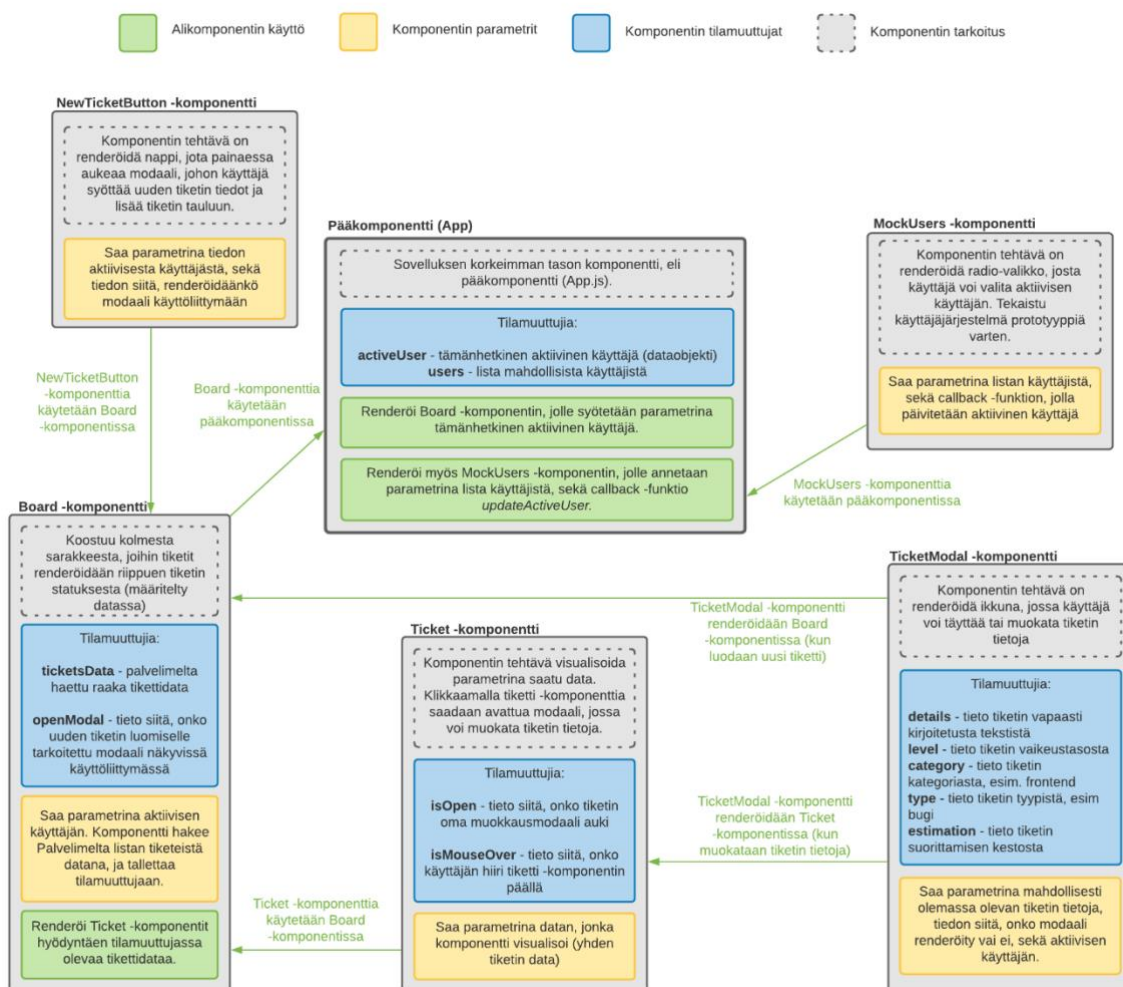 Alikomponentin käyttö
Komponentin parametrit
Komponentin tilamuuttujat
Komponentin tarkoitus
NewTicketButton -komponentti
Komponentin tehtävä on
renderöidä nappi, jota painaessa
aukeaa modaali, johon käyttäjä
syöttää uuden tiketin tiedot ja
lisää tiketin tauluun.
Saa parametrina tiedon
aktiivisesta käyttäjästä, sekä
tiedon siitä, renderöidäänkö
modaali käyttöliittymään
NewTicketButton
-komponenttia
käytetään Board
-komponentissa
Board -komponenttia
käytetään
pääkomponentissa
Pääkomponentti (App)
Sovelluksen korkeimman tason komponentti, eli
pääkomponentti (App.js).
Tilamuuttujia:
activeUser - tämänhetkinen aktiivinen käyttäjä (dataobjekti)
users - lista mahdollisista käyttäjistä
Renderöi Board -komponentin, jolle syötetään parametrina
tämänhetkinen aktiivinen käyttäjä.
Renderöi myös MockUsers -komponentin, jolle annetaan
parametrina lista käyttäjistä, sekä callback -funktio
updateActiveUser.
MockUsers -komponentti
Komponentin tehtävä on
renderöidä radio-valikko, josta
käyttäjä voi valita aktiivisen
käyttäjän. Tekaistu
käyttäjäjärjestelmä prototyyppiä
varten.
Saa parametrina listan käyttäjistä,
sekä callback -funktion, jolla
päivitetään aktiivinen käyttäjä
MockUsers -komponenttia
käytetään pääkomponentissa
Board -komponentti
Koostuu kolmesta
sarakkeesta, joihin tiketit
renderöidään riippuen tiketin
statuksesta (määritelty
datassa)
Tilamuuttujia:
ticketsData - palvelimelta
haettu raaka tikettidata
openModal - tieto siitä, onko
uuden tiketin luomiselle
tarkoitettu modaali näkyvissä
käyttöliittymässä
Saa parametrina aktiivisen
käyttäjän. Komponentti hakee
Palvelimelta listan tiketeistä
datana, ja tallettaa
tilamuuttujaan.
Renderöi Ticket -komponentit
hyödyntäen tilamuuttujassa
olevaa tikettidataa.
Ticket -komponenttia
käytetään Board
-komponentissa
Ticket -komponentti
Komponentin tehtävä visualisoida
parametrina saatu data.
Klikkaamalla tiketti -komponenttia
saadaan avattua modaali, jossa
voi muokata tiketin tietoja.
Tilamuuttujia:
isOpen - tieto siitä, onko tiketin
oma muokkausmodaali auki
isMouseOver - tieto siitä, onko
käyttäjän hiiri tiketti -komponentin
päällä
Saa parametrina datan, jonka
komponentti visualisoi (yhden
tiketin data)
TicketModal -komponentti
renderöidään Board
-komponentissa (kun
luodaan uusi tiketti)
TicketModal -komponentti
renderöidään Ticket
-komponentissa (kun
muokataan tiketin tietoja)
TicketModal -komponentti
Komponentin tehtävä on
renderöidä ikkuna, jossa käyttäjä
voi täyttää tai muokata tiketin
tietoja
Tilamuuttujia:
details - tieto tiketin vapaasti
kirjoitetusta tekstistä
level - tieto tiketin vaikeustasosta
category - tieto tiketin
kategoriasta, esim. frontend
type - tieto tiketin tyypistä, esim
bugi
estimation - tieto tiketin
suorittamisen kestosta
Saa parametrina mahdollisesti
olemassa olevan tiketin tietoja,
tiedon siitä, onko modaali
renderöity vai ei, sekä aktiivisen
käyttäjän.